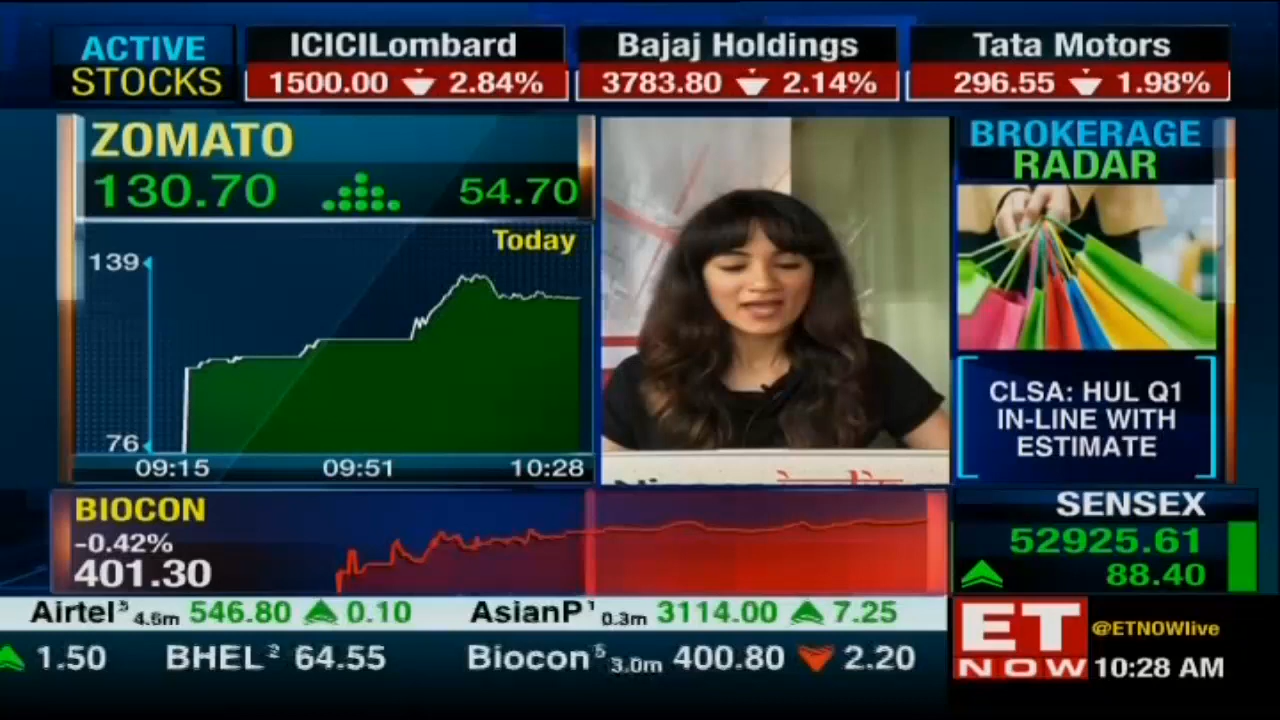 ACTIVE
STOCKS
ICICILombard
1500.00 2.84%
Bajaj Holdings
3783.80 2.14%
Tata Motors
296.55 1.98%
ZOMATO
130.70 54.70
Today
139
76
09:15 09:51 10:28
BROKERAGE
RADAR
CLSA: HUL Q1
IN-LINE WITH
ESTIMATE
BIOCON
-0.42%
401.30
SENSEX
52925.61
88.40
Airtel 4.6m 546.80 0.10 AsianP 0.3m 3114.00 7.25
1.50 BHEL 2 64.55 Biocon 5 3.0m 400.80 2.20
ET
NOW
@ETNOWlive
10:28 AM